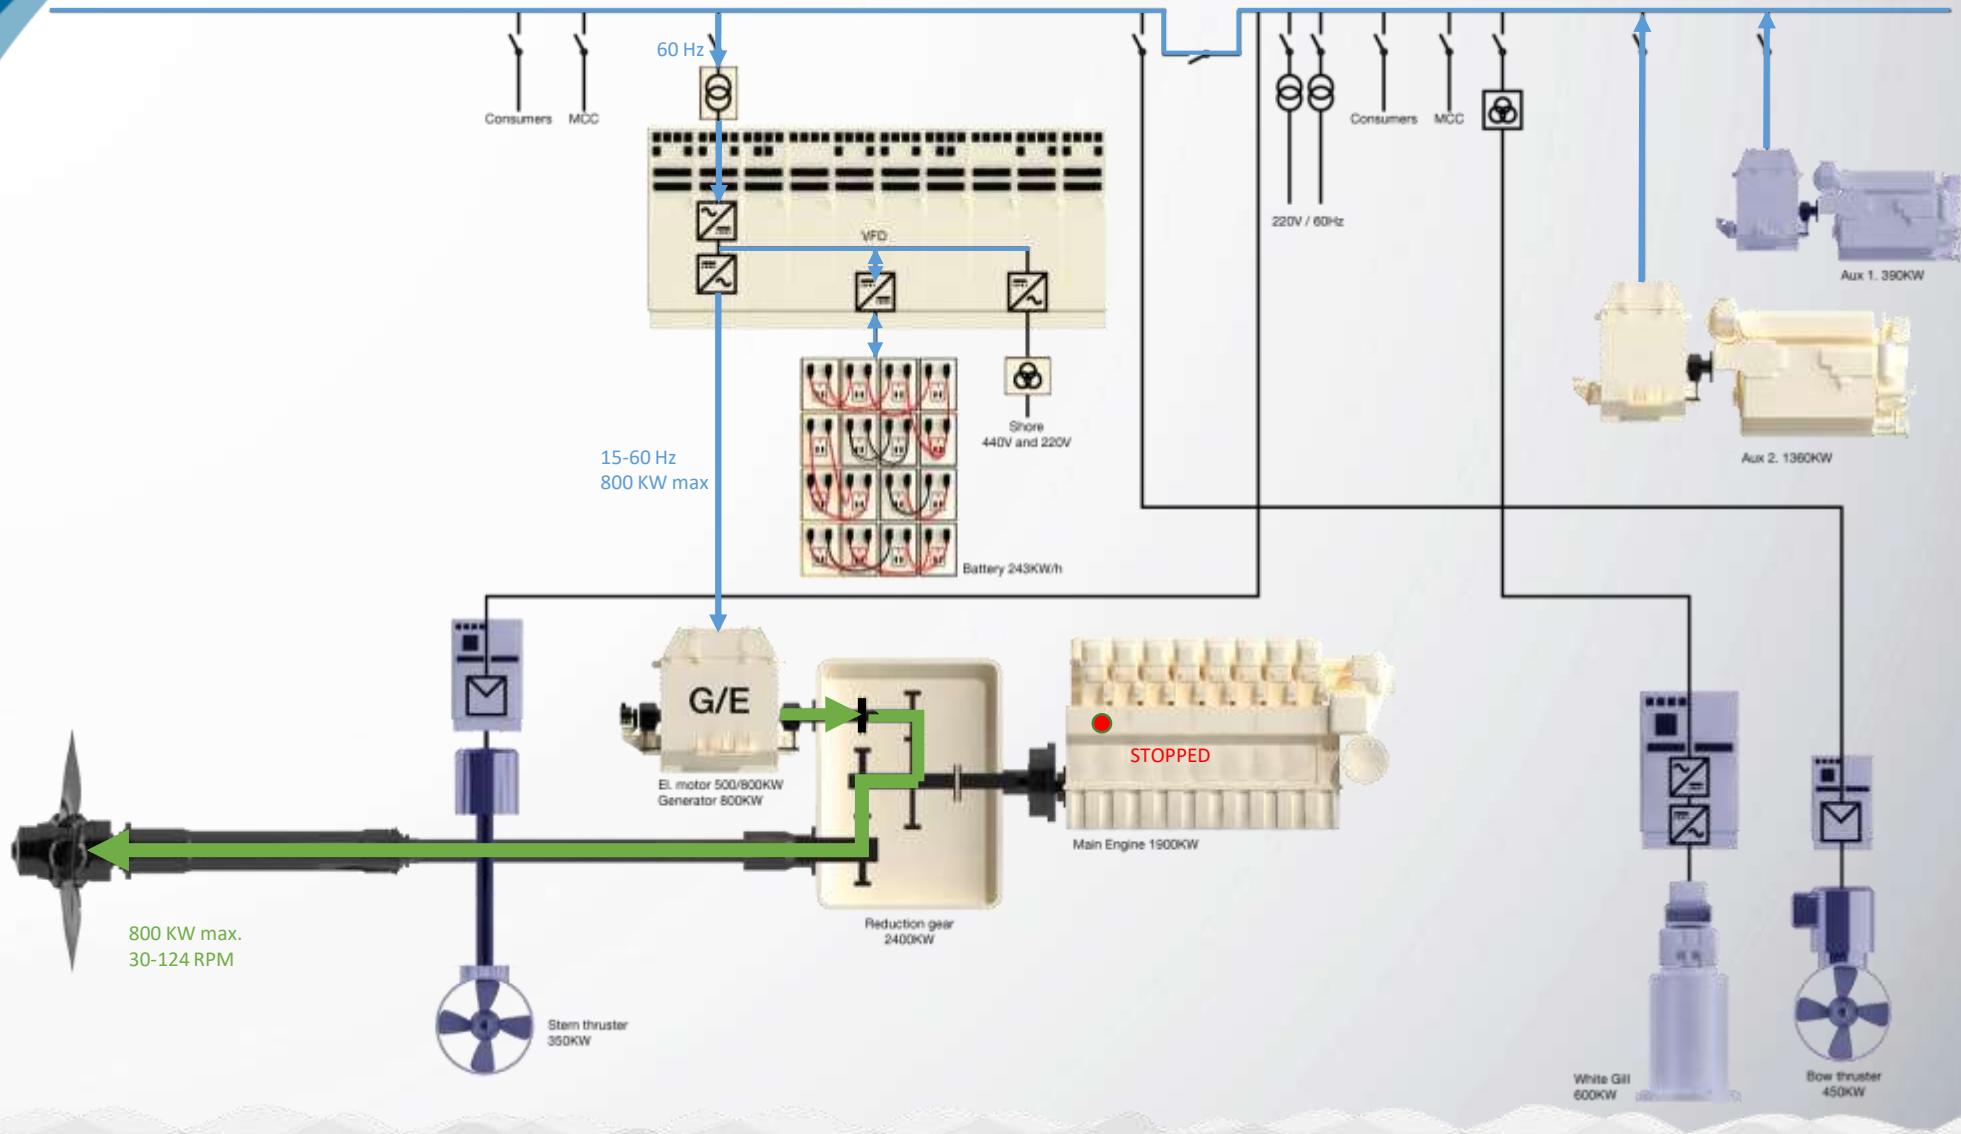 60 Hz
Consumers
MCC
Consumers
MCC
220V / 60Hz
VFD
Aux 1. 390KW
Aux 2. 1360KW
Shore
440V and 220V
15-60 Hz
800 KW max
Battery 243KW/h
G/E
El. motor 500/800KW
Generator 800KW
STOPPED
Main Engine 1900KW
Reduction gear
2400KW
800 KW max.
30-124 RPM
Stern thruster
350KW
White Gill
600KW
Bow thruster
450KW